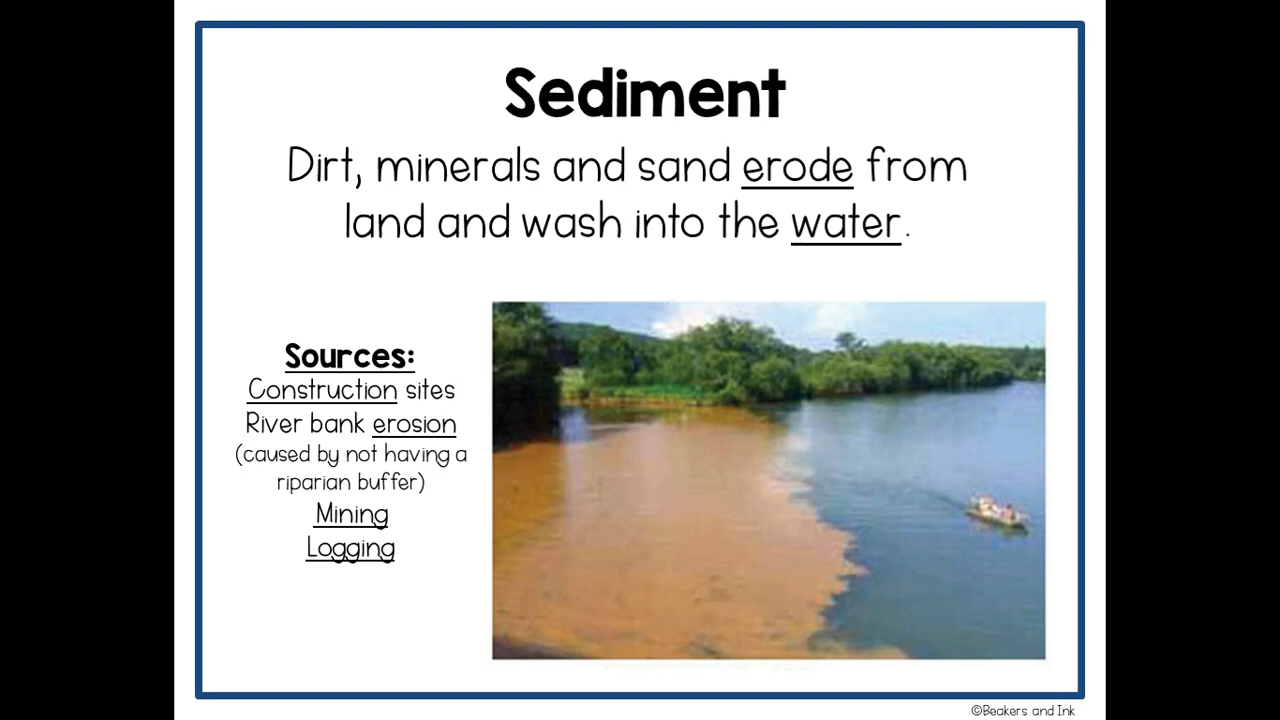 Sediment
Dirt, minerals and sand erode from
land and wash into the water.
Sources:
Construction sites
River bank erosion
(caused by not having a
riparian buffer)
Mining
Logging
©Beakers and Ink